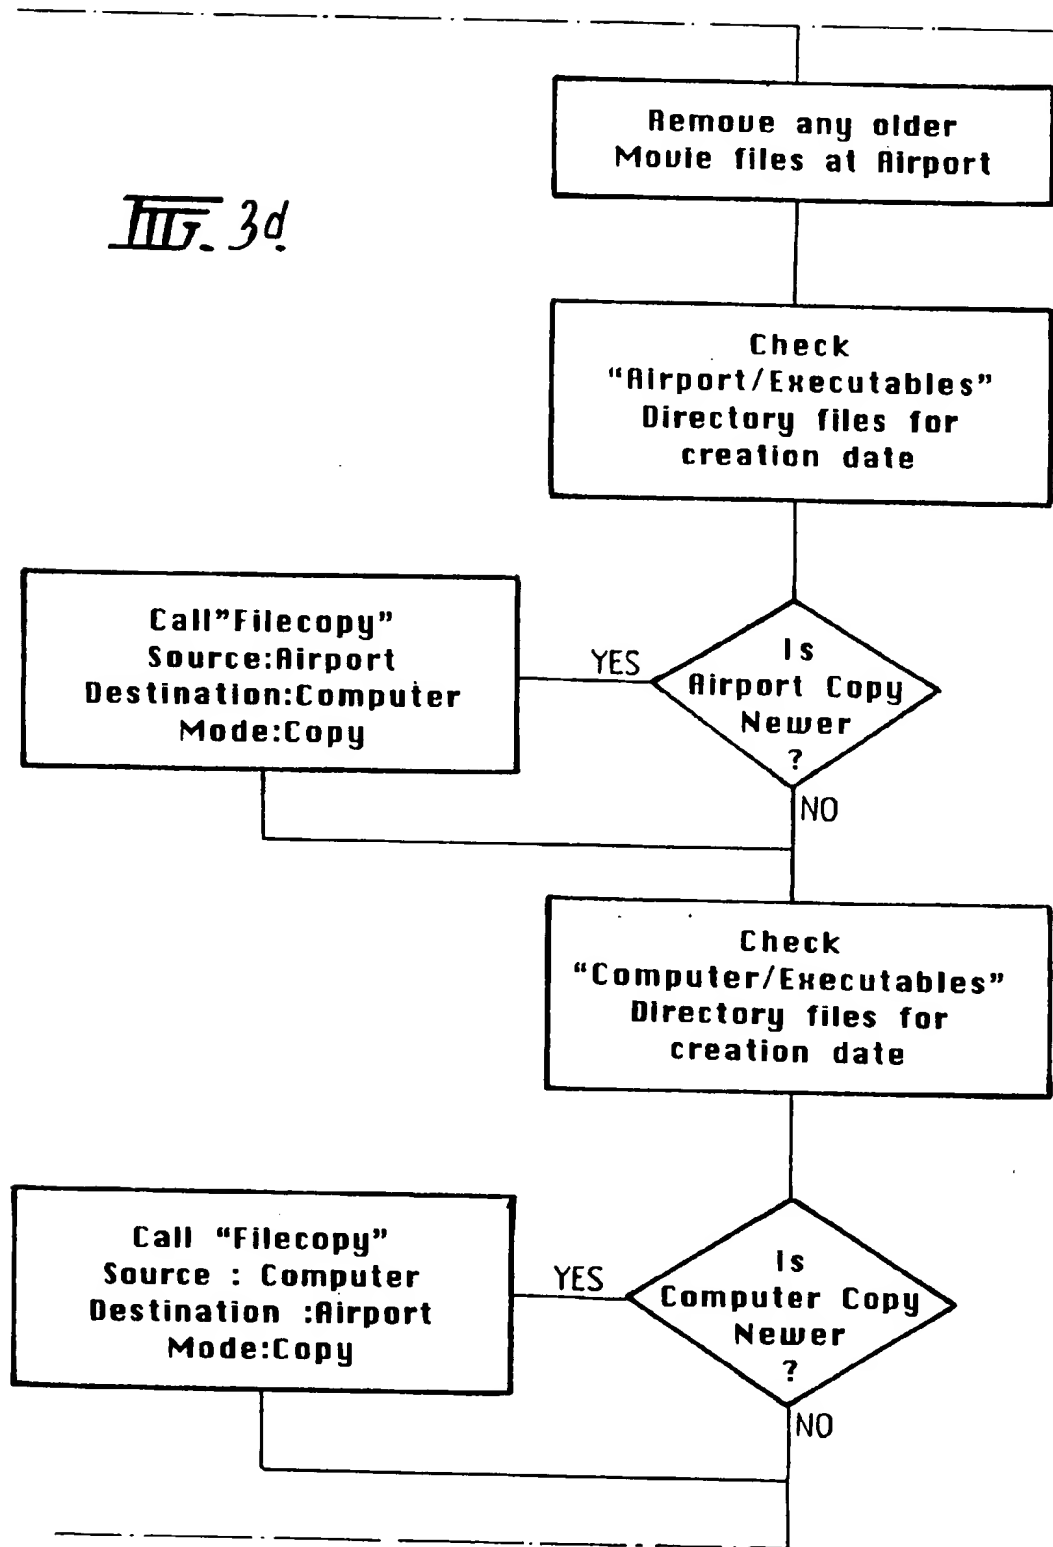 Remove any older
Movie files at Airport
FIG. 3d.
Check
“Airport/Executables”
Directory files for
creation date
Call”Filecopy”
Source:Airport
Destination:Computer
Mode:Copy
YES
Is
Airport Copy
Newer
?
NO
Check
“Computer/Executables”
Directory files for
creation date
Call “Filecopy”
Source : Computer
Destination :Airport
Mode:Copy
YES
Is
Computer Copy
Newer
?
NO